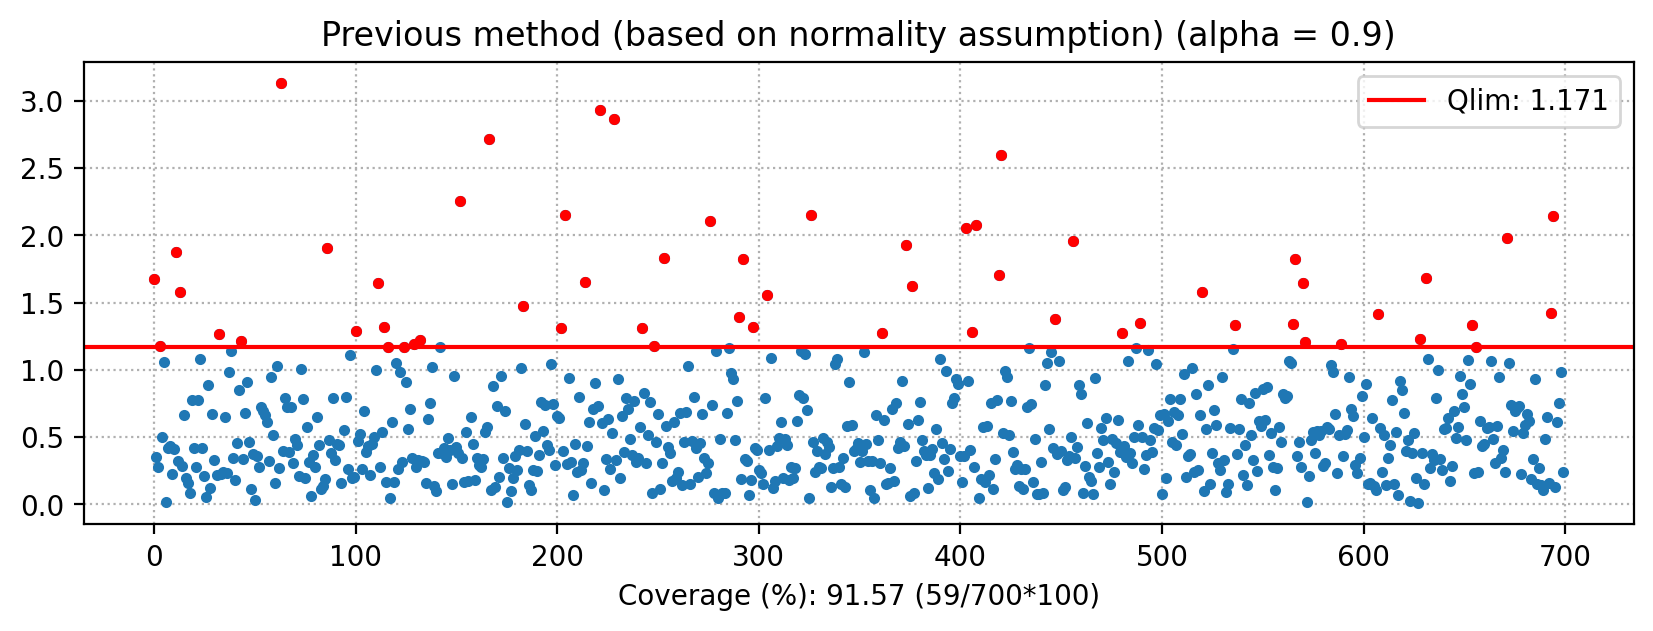 Previous method (based on normality assumption) (alpha = 0.9)
3.0
2.5
2.0
1.5
1.0
0.5
0.0
Qlim: 1.171
0 100 200 300 400 500 600 700
Coverage (%): 91.57 (59/700*100)